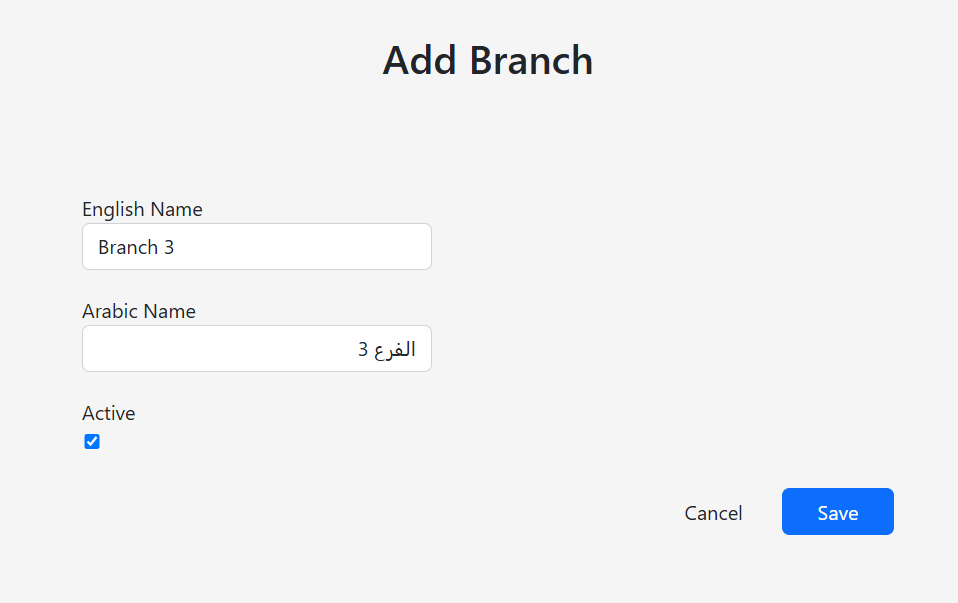 Add Branch
English Name
Branch 3
Arabic Name
الفرع 3
Active
Cancel
Save